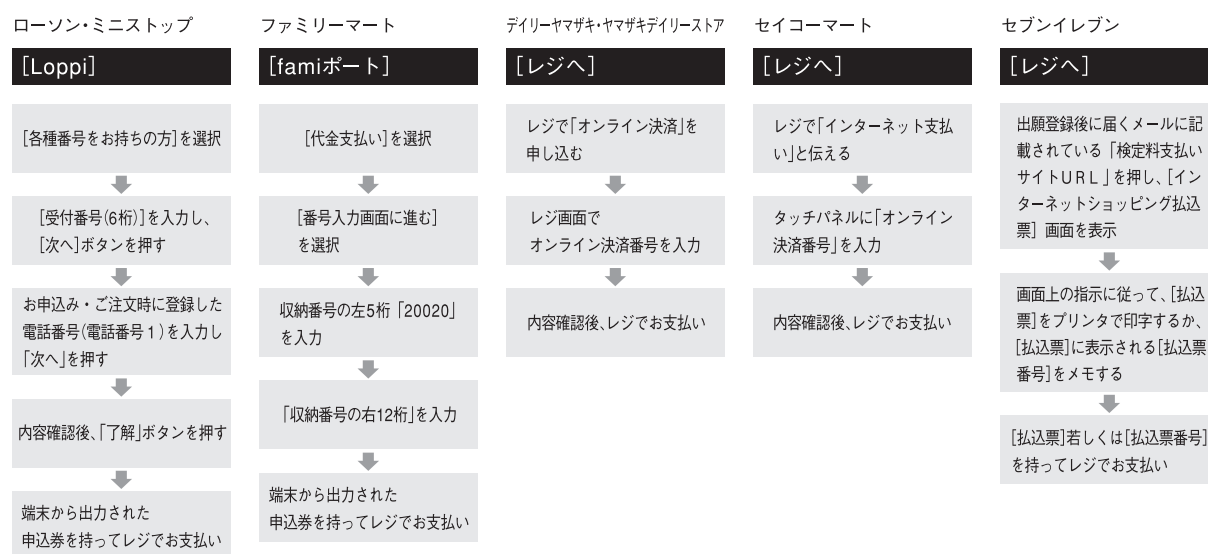 ローソン・ミニストップ
[Loppi]
[各種番号をお持ちの方]を選択
[受付番号(6桁)]を入力し、
[次へ]ボタンを押す
お申込み・ご注文時に登録した
電話番号(電話番号1)を入力し
「次へ」を押す
内容確認後、「了解」ボタンを押す
端末から出力された
申込券を持ってレジでお支払い
ファミリーマート
[famiポート]
[代金支払い]を選択
[番号入力画面に進む]
を選択
収納番号の左5桁「20020」
を入力
「収納番号の右12桁」を入力
端末から出力された
申込券を持ってレジでお支払い
デイリーヤマザキ・ヤマザキデイリーストア
[レジへ]
レジで「オンライン決済」を
申し込む
レジ画面で
オンライン決済番号を入力
内容確認後、レジでお支払い
セイコーマート
[レジへ]
レジで「インターネット支払
い」と伝える
タッチパネルに「オンライン
決済番号」を入力
内容確認後、レジでお支払い
セブンイレブン
[レジへ]
出願登録後に届くメールに記
載されている「検定料支払い
サイトURL」を押し、[イン
ターネットショッピング払込
票] 画面を表示
画面上の指示に従って、[払込
票]をプリンタで印字するか、
[払込票]に表示される[払込票
番号]をメモする
[払込票]若しくは[払込票番号]
を持ってレジでお支払い